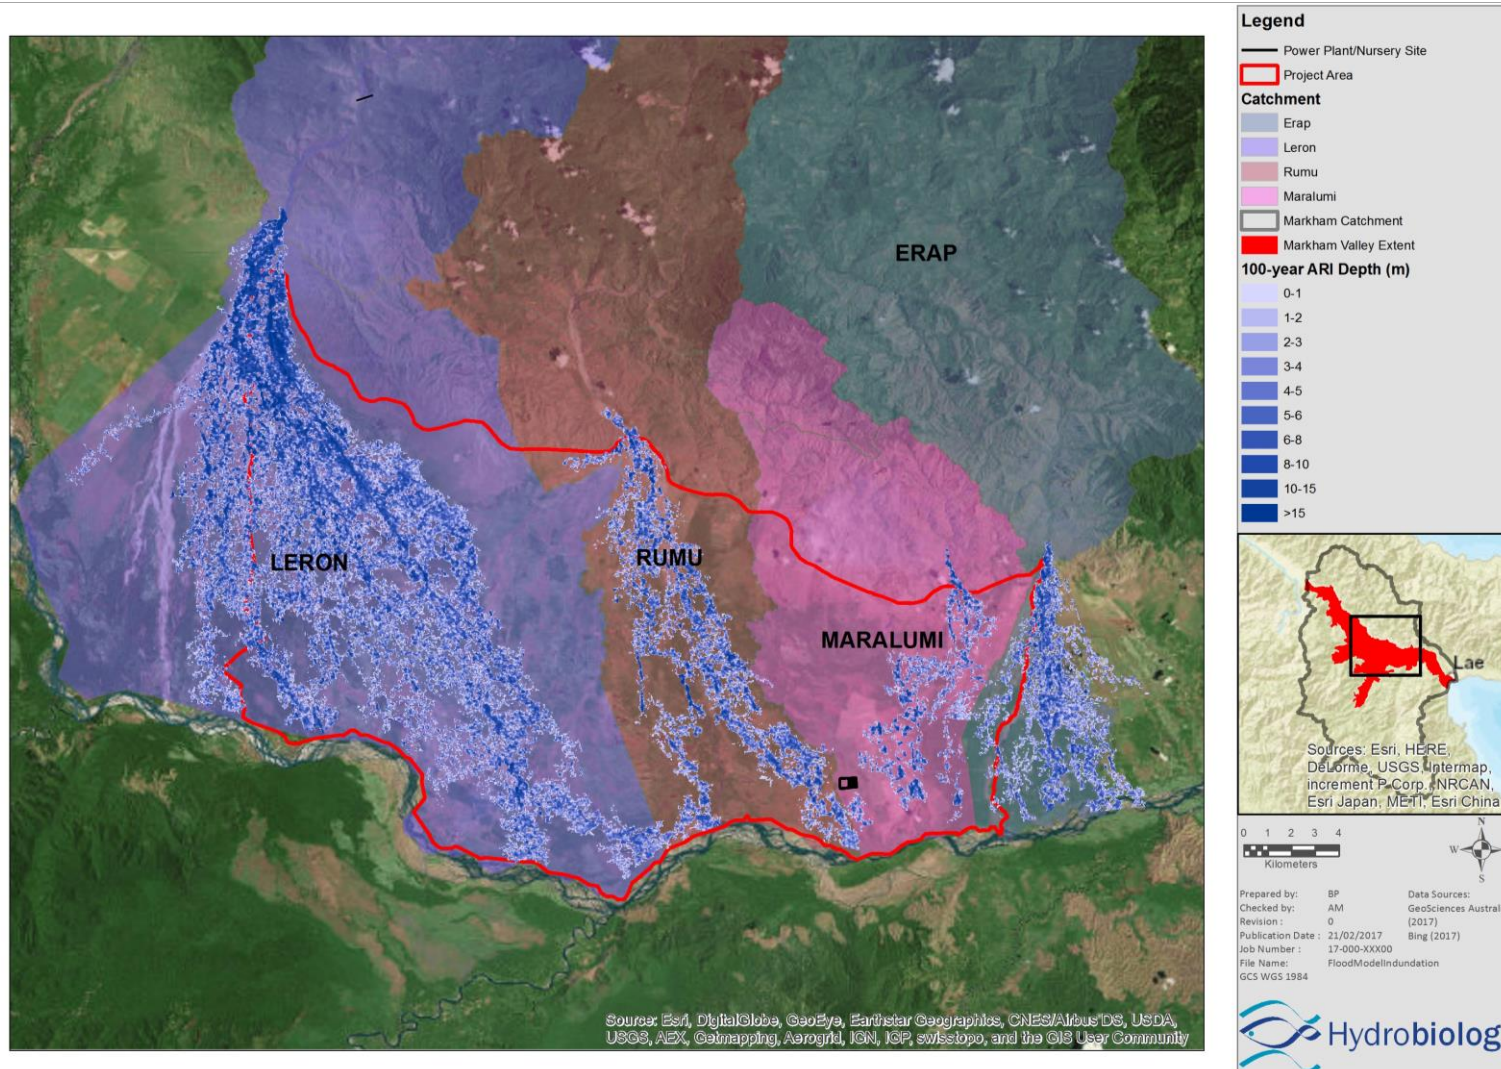 ERAP
LERON
RUMU
MARALUMI
Source: Esri, DigitalGlobe, GeoEye, Earthstar Geographics, CNES/Airbus DS, USDA,
USGS, AEX, Getmapping, Aerogrid, IGN, IGP, swisstopo, and the GIS User Community
Legend
Power Plant/Nursery Site
Project Area
Catchment
Erap
Leron
Rumu
Maralumi
Markham Catchment
Markham Valley Extent
100-year ARI Depth (m)
0-1
1-2
2-3
3-4
4-5
5-6
6-8
8-10
10-15
>15
Lae
Sources: Esri, HERE,
DeLorme, USGS, Intermap,
increment P Corp., NRCAN,
Esri Japan, METI, Esri China
0 1 2 3 4
Kilometers
N
W
S
Prepared by: BP Data Sources:
Checked by: AM GeoSciences Austral
Revision : 0 (2017)
Publication Date : 21/02/2017 Bing (2017)
Job Number : 17-000-XXX00
File Name: FloodModelIndundation
GCS WGS 1984
Hydrobiolog